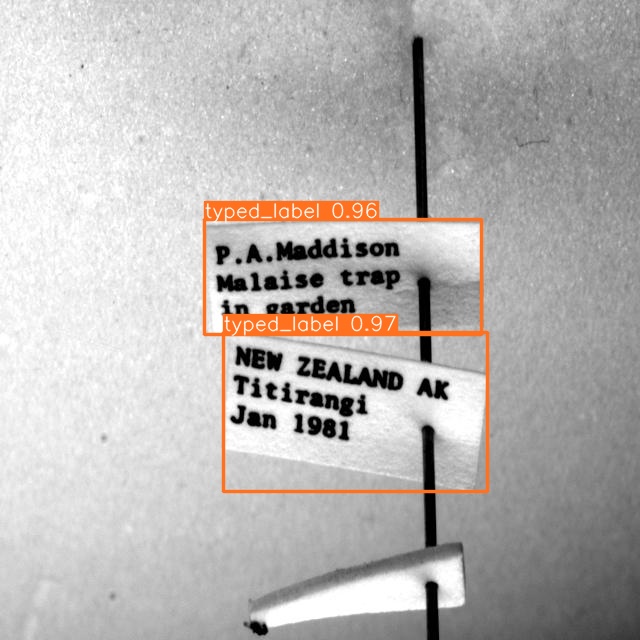 typed_label 0.96
P.A.Maddison
Malaise trap
in garden
typed_label 0.97
NEW ZEALAND AK
Titirangi
Jan 1981